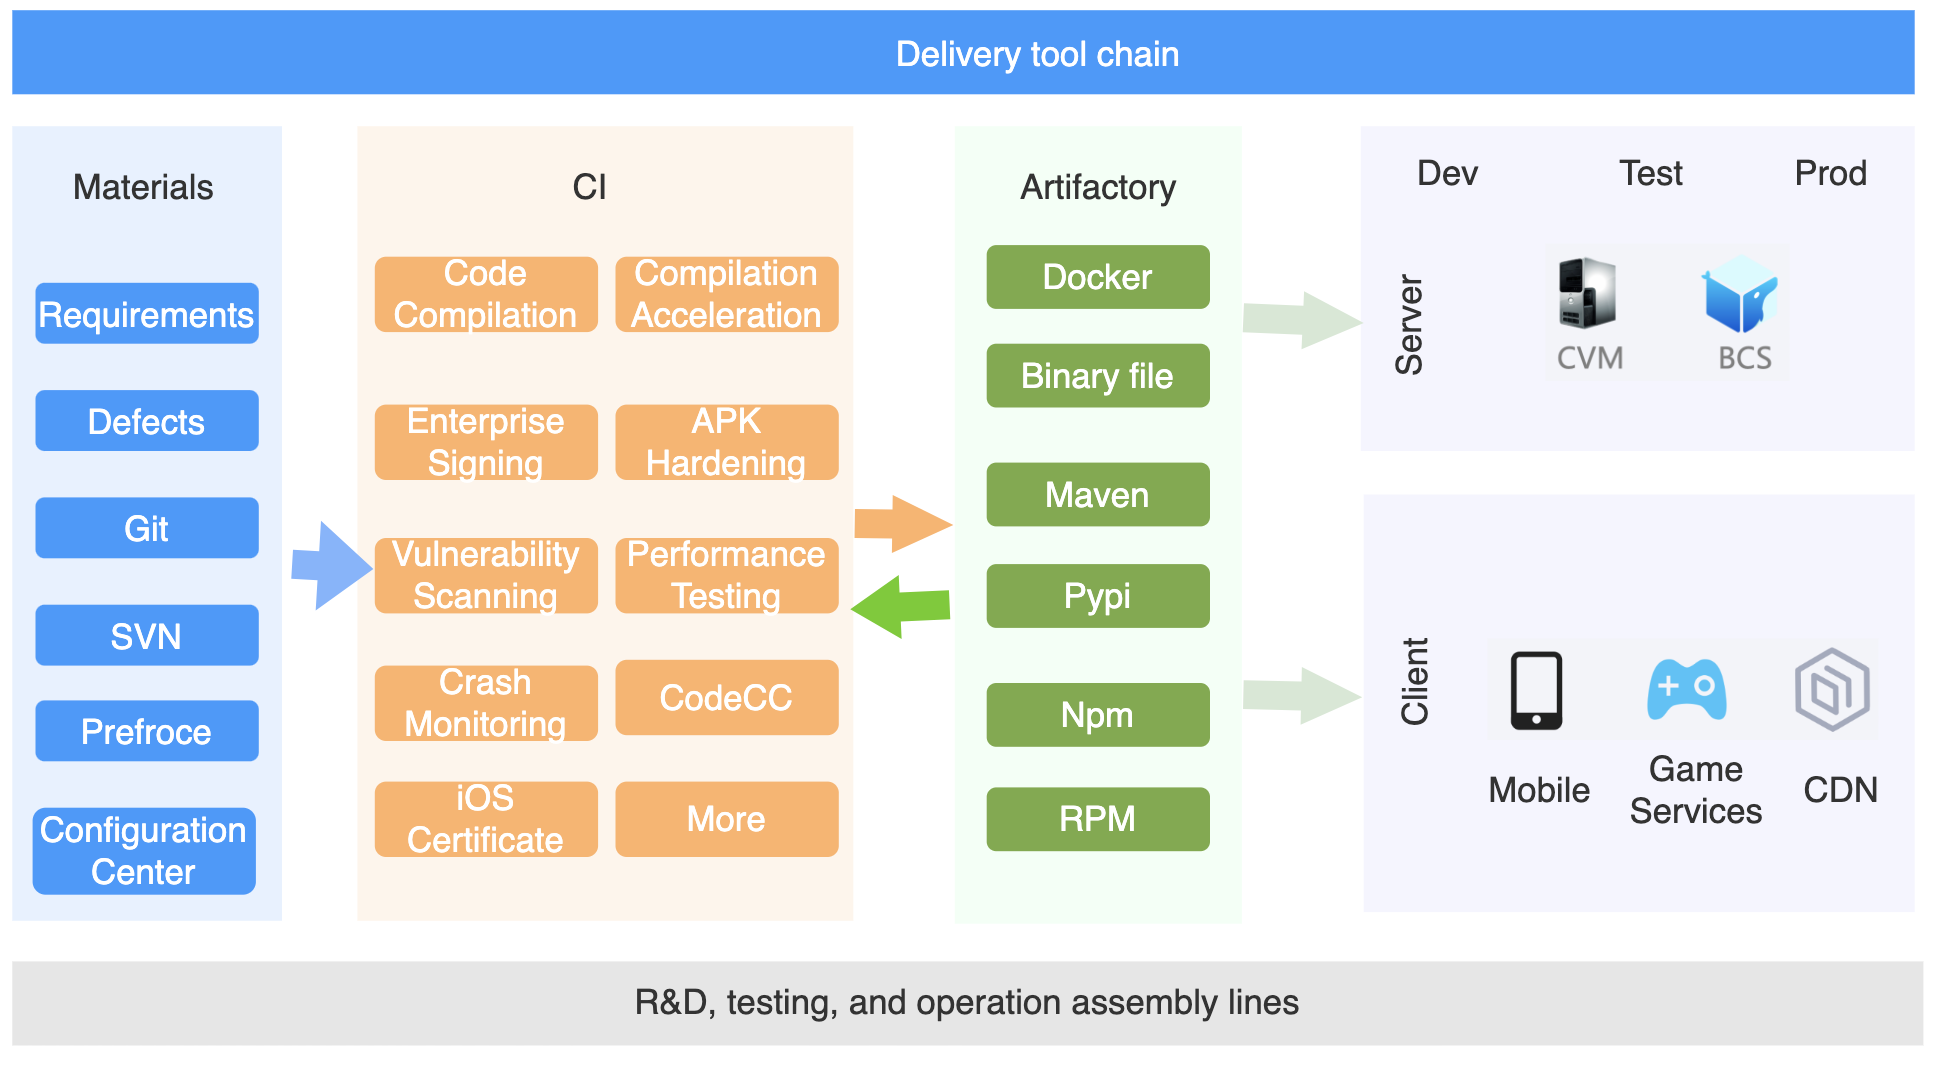 Delivery tool chain
Materials
Requirements
Defects
Git
SVN
Prefroce
Configuration
Center
CI
Code
Compilation
Compilation
Acceleration
Enterprise
Signing
APK
Hardening
Vulnerability
Scanning
Performance
Testing
Crash
Monitoring
CodeCC
iOS
Certificate
More
Artifactory
Docker
Binary file
Maven
Pypi
Npm
RPM
Dev
Test
Prod
Server
CVM
BCS
Client
Mobile
Game
Services
CDN
R&D, testing, and operation assembly lines